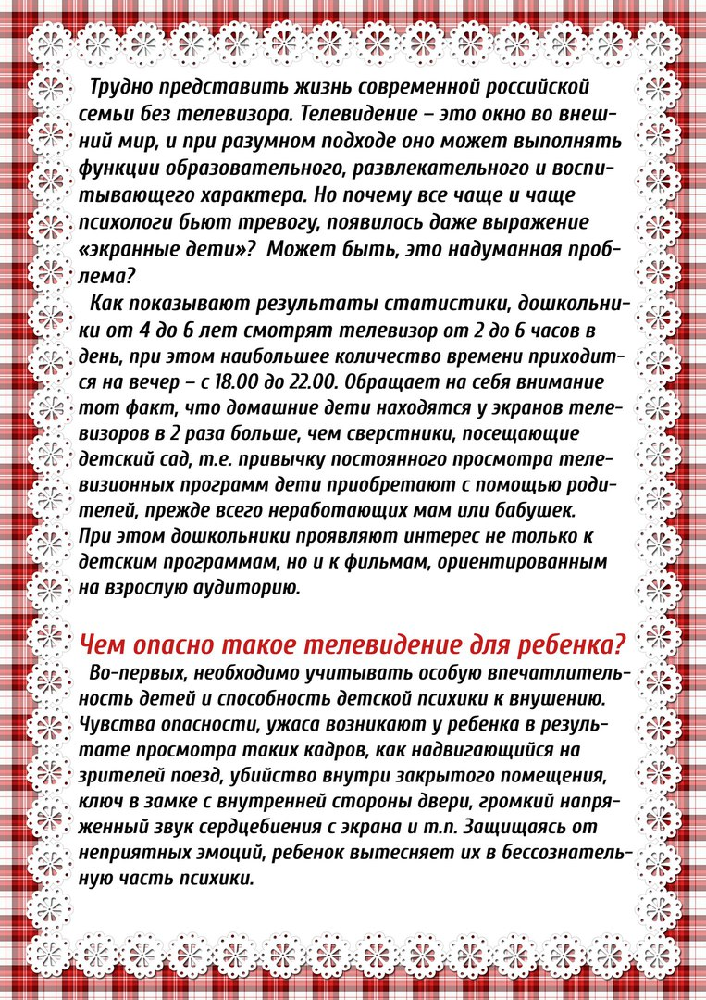 Трудно представить жизнь современной российской
семьи без телевизора. Телевидение – это окно во внеш-
ний мир, и при разумном подходе оно может выполнять
функции образовательного, развлекательного и воспи-
тывающего характера. Но почему все чаще и чаще
психологи бьют тревогу, появилось даже выражение
«экранные дети»? Может быть, это надуманная проб-
лема?
Как показывают результаты статистики, дошкольни-
ки от 4 до 6 лет смотрят телевизор от 2 до 6 часов в
день, при этом наибольшее количество времени приходит-
ся на вечер – с 18.00 до 22.00. Обращает на себя внимание
тот факт, что домашние дети находятся у экранов теле-
визоров в 2 раза больше, чем сверстники, посещающие
детский сад, т.е. привычку постоянного просмотра теле-
визионных программ дети приобретают с помощью роди-
телей, прежде всего неработающих мам или бабушек.
При этом дошкольники проявляют интерес не только к
детским программам, но и к фильмам, ориентированным
на взрослую аудиторию.
Чем опасно такое телевидение для ребенка?
Во-первых, необходимо учитывать особую впечатлитель-
ность детей и способность детской психики к внушению.
Чувства опасности, ужаса возникают у ребенка в резуль-
тате просмотра таких кадров, как надвигающийся на
зрителей поезд, убийство внутри закрытого помещения,
ключ в замке с внутренней стороны двери, громкий напря-
женный звук сердцебиения с экрана и т.п. Защищаясь от
неприятных эмоций, ребенок вытесняет их в бессознатель-
ную часть психики.